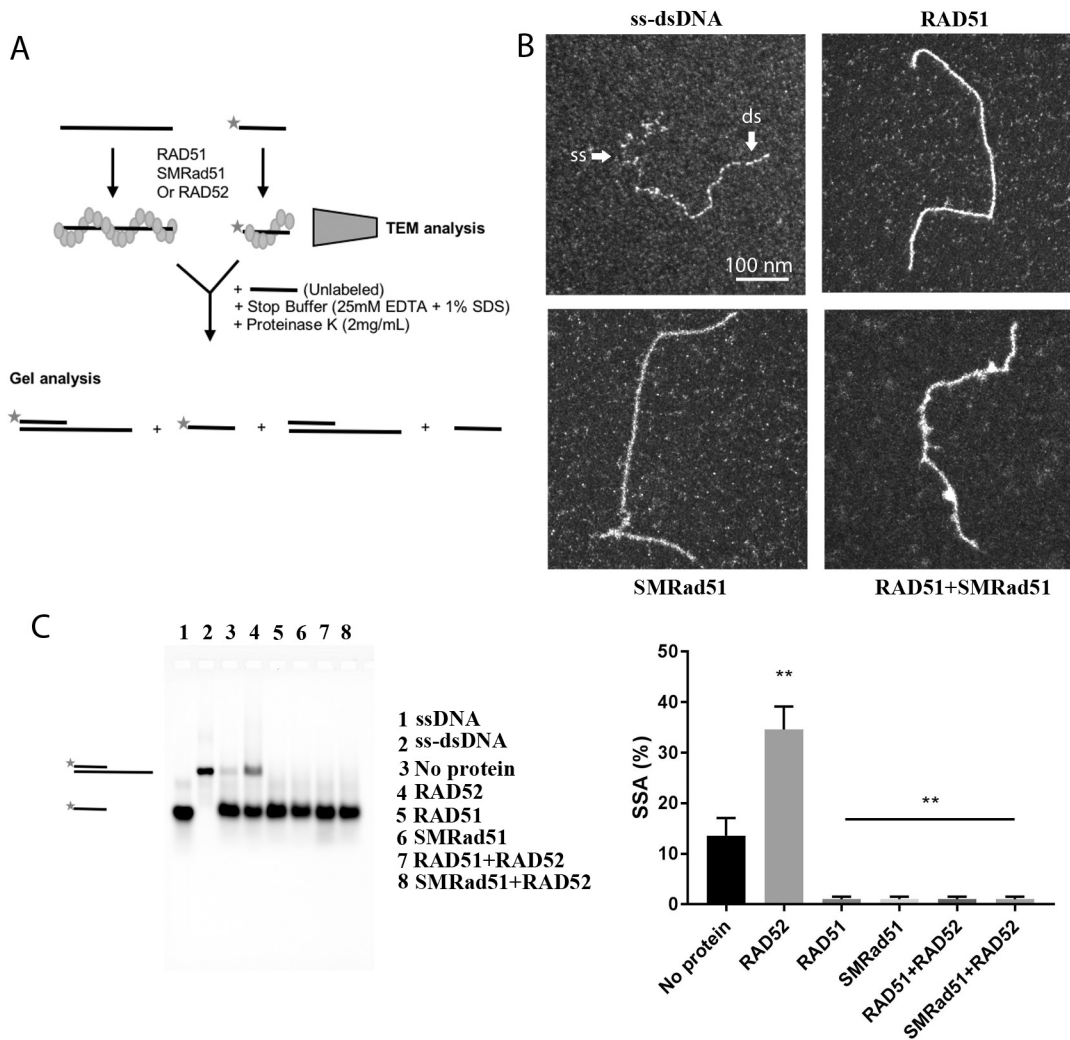 A
RAD51
SMRad51
Or RAD52
TEM analysis
+ (Unlabeled)
+ Stop Buffer (25mM EDTA + 1% SDS)
+ Proteinase K (2mg/mL)
Gel analysis
+ + +
B
ss-dsDNA
RAD51
ss
ds
100 nm
SMRad51
RAD51+SMRad51
C
1 2 3 4 5 6 7 8
1 ssDNA
2 ss-dsDNA
3 No protein
4 RAD52
5 RAD51
6 SMRad51
7 RAD51+RAD52
8 SMRad51+RAD52
SSA (%)
50
40
30
20
10
0
**
**
No protein
RAD52
RAD51
SMRad51
RAD51+RAD52
SMRad51+RAD52